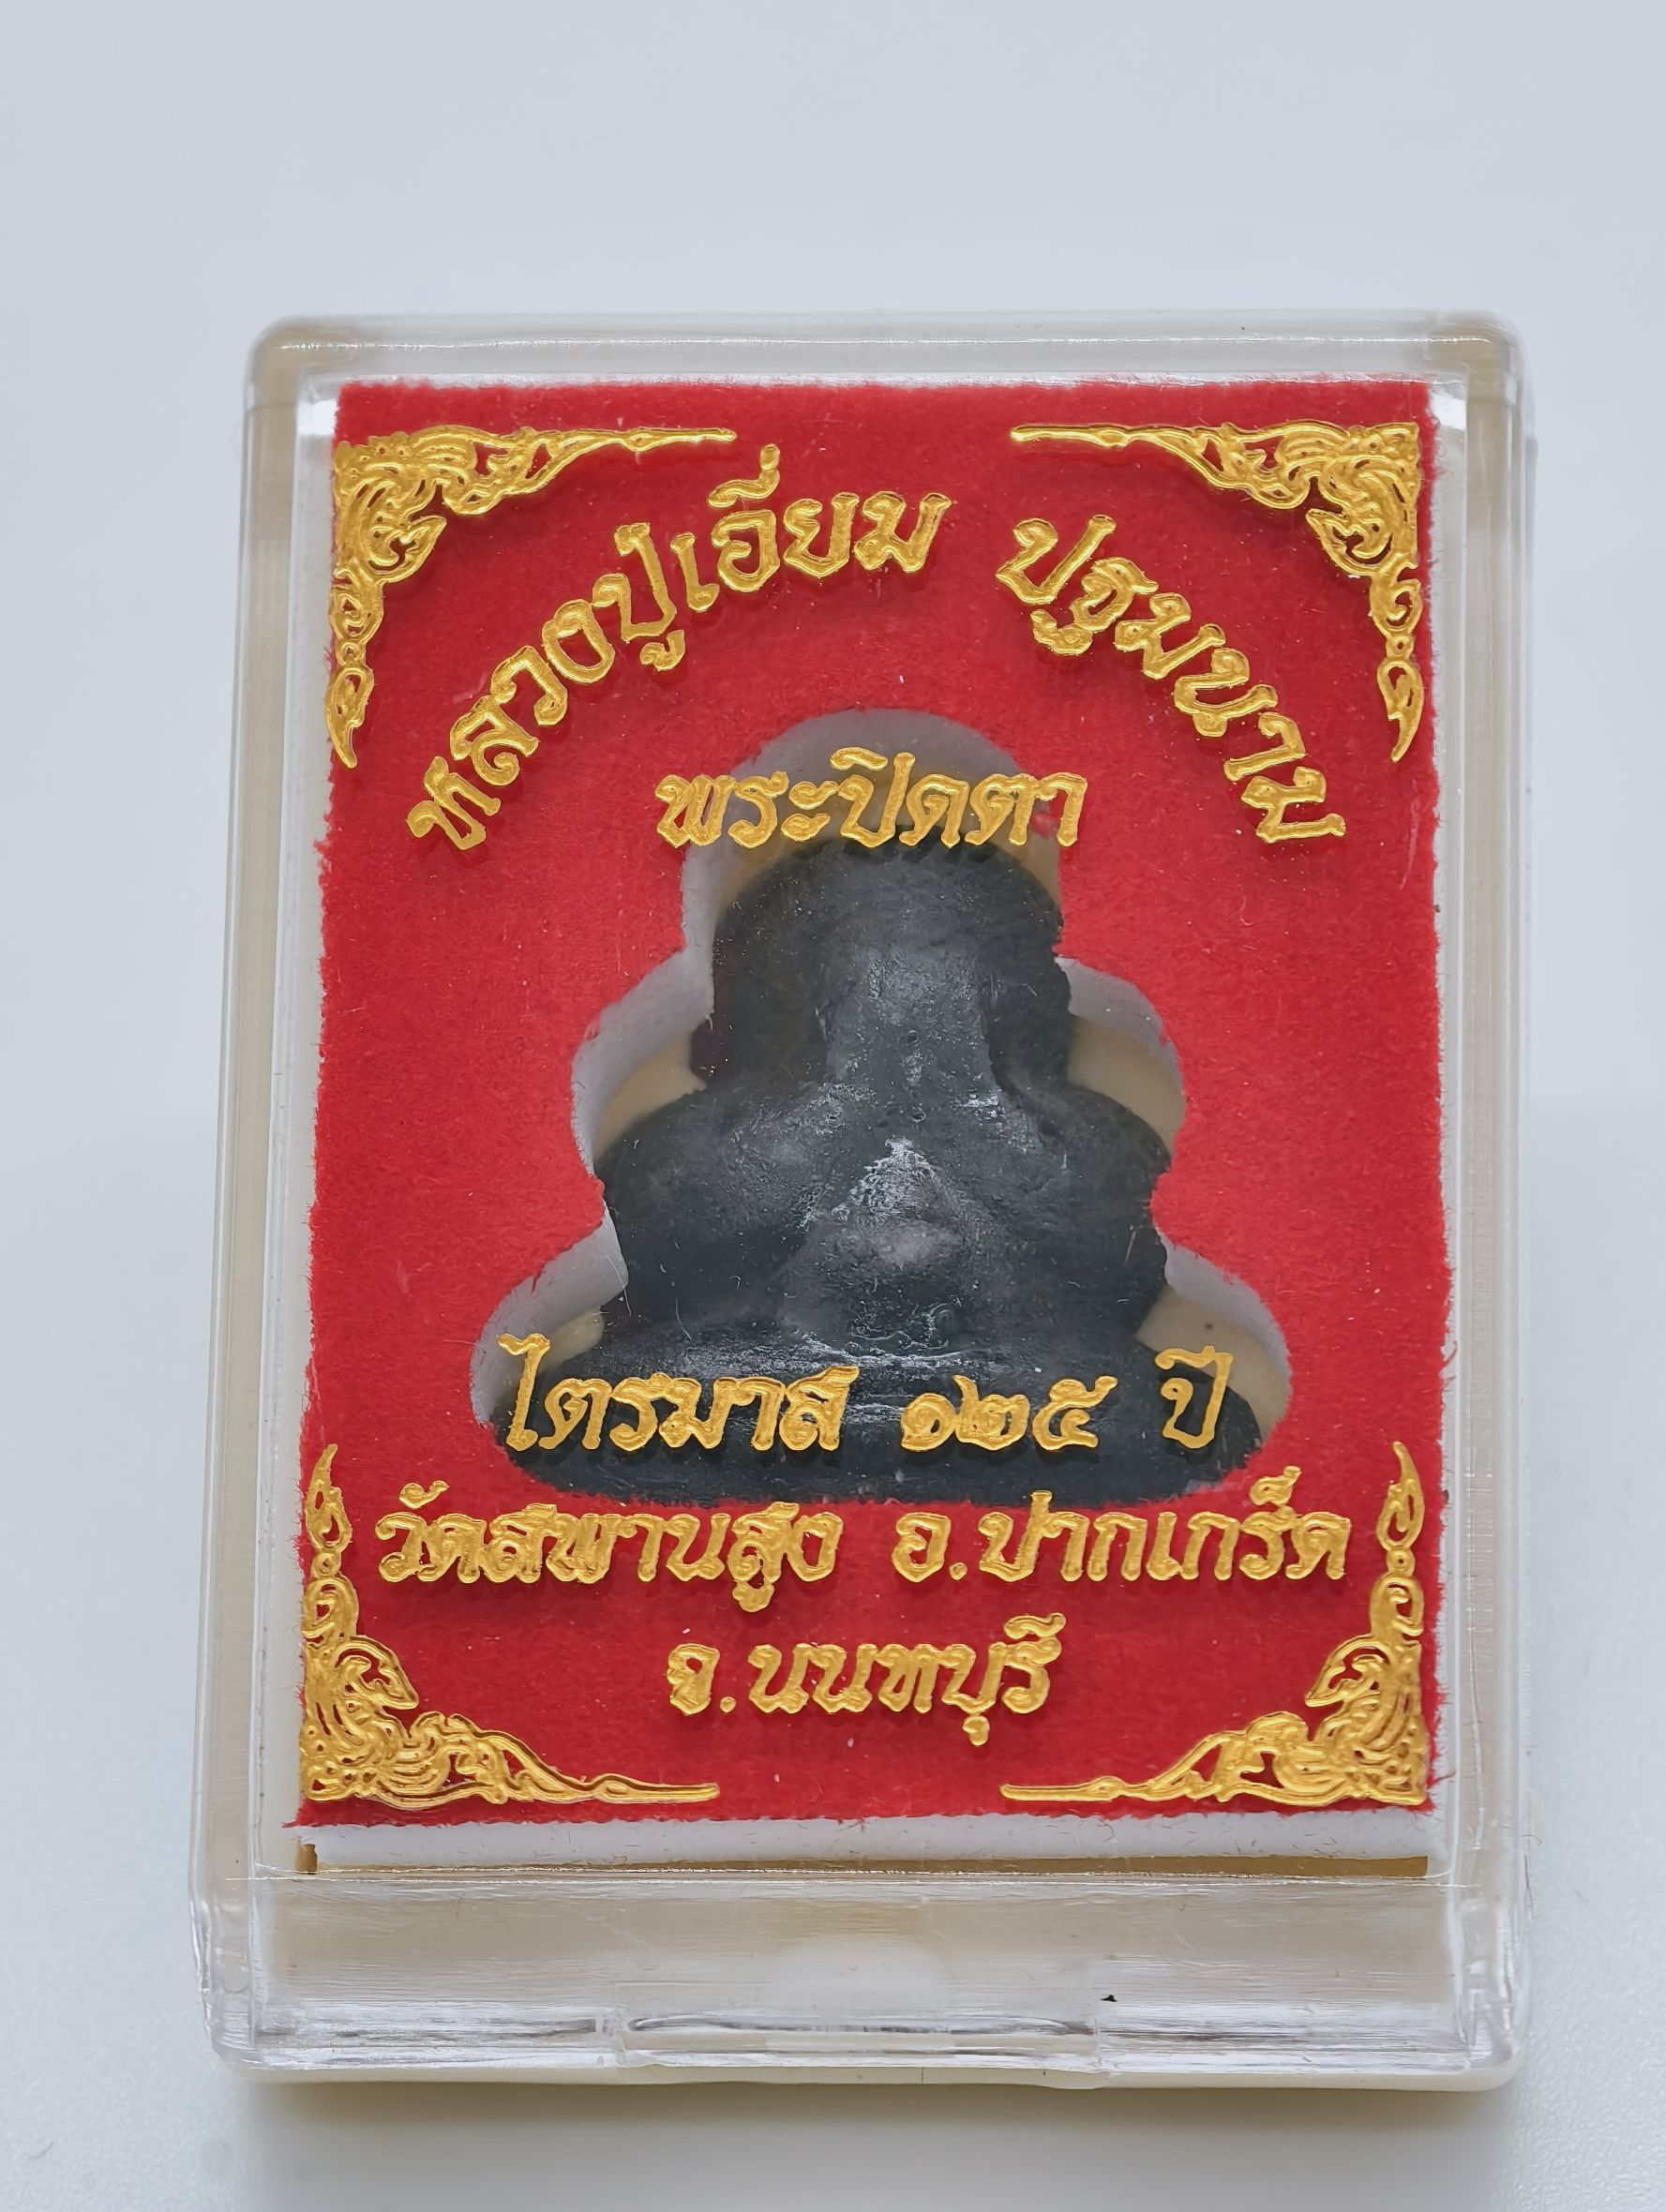 หลวงปู่เอี่ยม ปฐมนาม
พระปิดตา
ไตรมาส ๑๒๕ ปี
วัดสพานสูง อ.ปากเกร็ด
จ.นนทบุรี